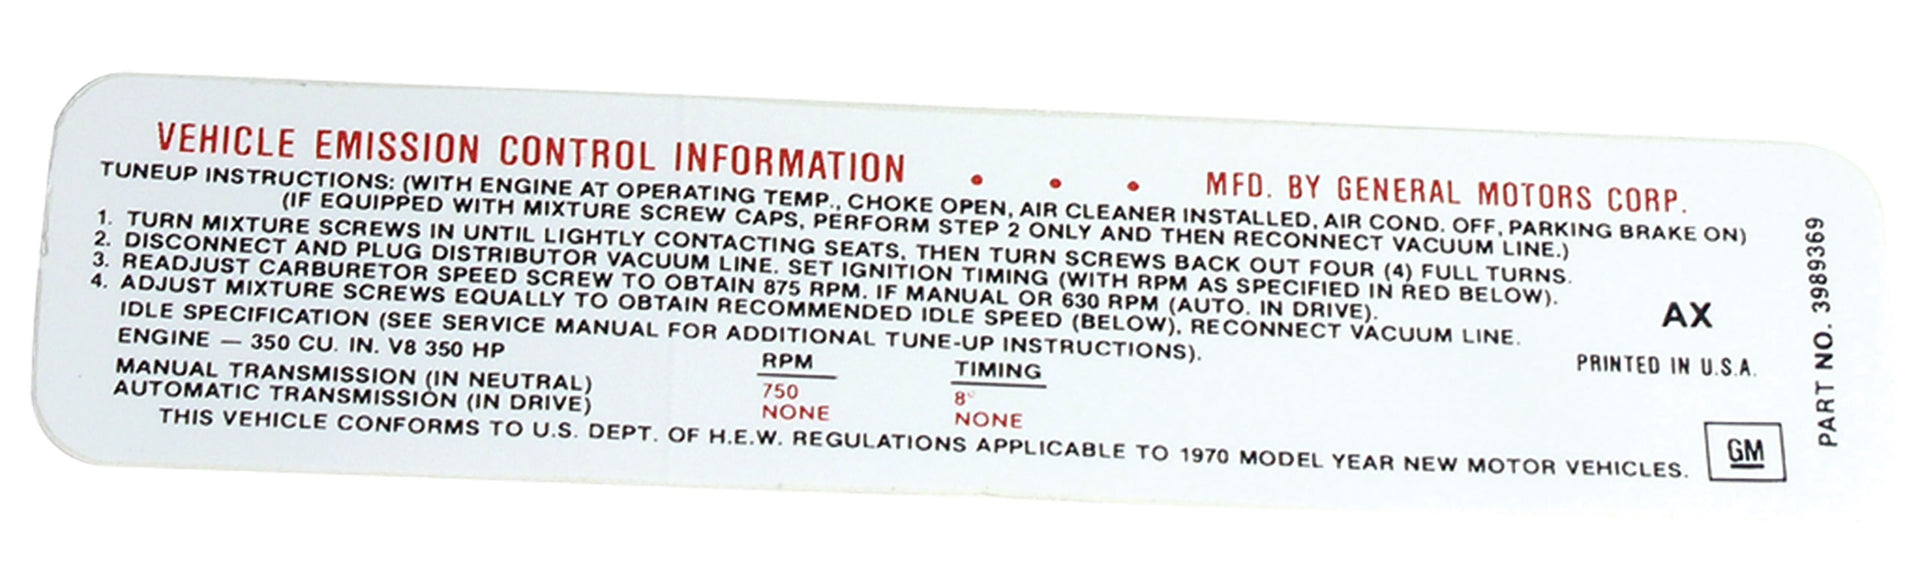 VEHICLE EMISSION CONTROL INFORMATION . . . MFD. BY GENERAL MOTORS CORP.
TUNEUP INSTRUCTIONS: (WITH ENGINE AT OPERATING TEMP., CHOKE OPEN, AIR CLEANER INSTALLED, AIR COND. OFF, PARKING BRAKE ON)
(IF EQUIPPED WITH MIXTURE SCREW CAPS, PERFORM STEP 2 ONLY AND THEN RECONNECT VACUUM LINE.)
1. TURN MIXTURE SCREWS IN UNTIL LIGHTLY CONTACTING SEATS, THEN TURN SCREWS BACK OUT FOUR (4) FULL TURNS.
2. DISCONNECT AND PLUG DISTRIBUTOR VACUUM LINE. SET IGNITION TIMING (WITH RPM AS SPECIFIED IN RED BELOW).
3. READJUST CARBURETOR SPEED SCREW TO OBTAIN 875 RPM. IF MANUAL OR 630 RPM (AUTO. IN DRIVE).
4. ADJUST MIXTURE SCREWS EQUALLY TO OBTAIN RECOMMENDED IDLE SPEED (BELOW), RECONNECT VACUUM LINE.
IDLE SPECIFICATION (SEE SERVICE MANUAL FOR ADDITIONAL TUNE-UP INSTRUCTIONS).
ENGINE — 350 CU. IN. V8 350 HP RPM TIMING
MANUAL TRANSMISSION (IN NEUTRAL) 750 8°
AUTOMATIC TRANSMISSION (IN DRIVE) NONE NONE
THIS VEHICLE CONFORMS TO U.S. DEPT. OF H.E.W. REGULATIONS APPLICABLE TO 1970 MODEL YEAR NEW MOTOR VEHICLES.
AX
PRINTED IN U.S.A.
GM
PART NO. 3989369